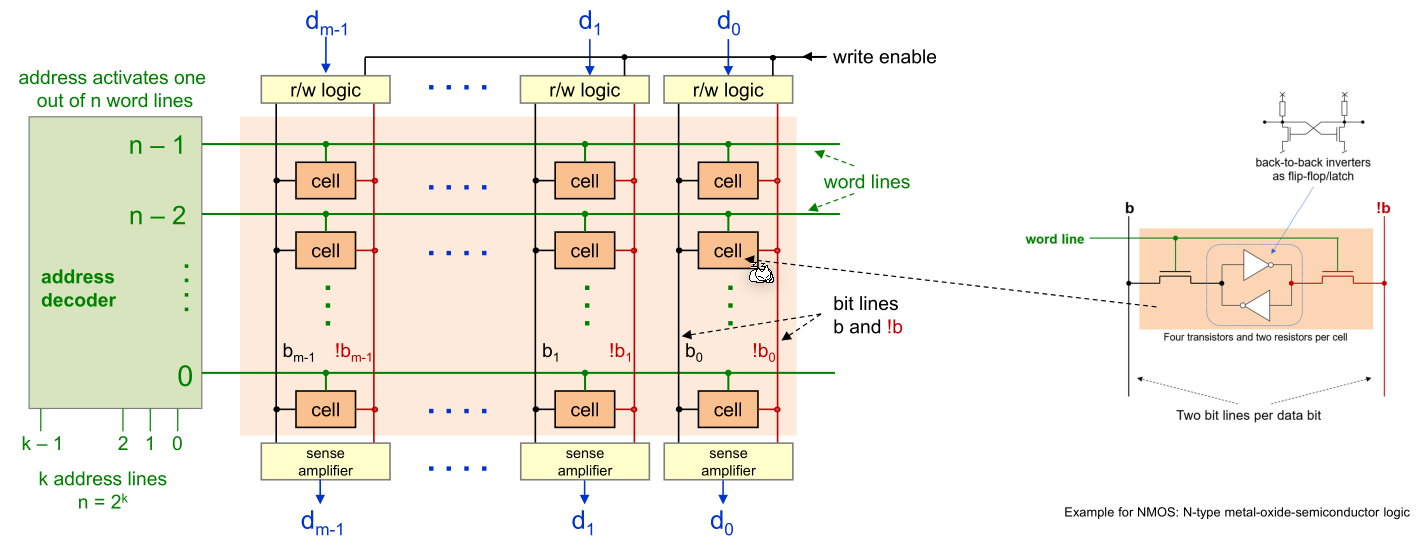 d_m-1
d_1
d_0
write enable
address activates one
out of n word lines
r/w logic
r/w logic
r/w logic
n – 1
cell
cell
cell
word lines
n – 2
cell
cell
cell
address
decoder
bit lines
b and !b
b_m-1
!b_m-1
b_1
!b_1
b_0
!b_0
0
cell
cell
cell
k – 1
2
1
0
sense
amplifier
sense
amplifier
sense
amplifier
k address lines
n = 2^k
d_m-1
d_1
d_0
back-to-back inverters
as flip-flop/latch
b
!b
word line
Four transistors and two resistors per cell
Two bit lines per data bit
Example for NMOS: N-type metal-oxide-semiconductor logic